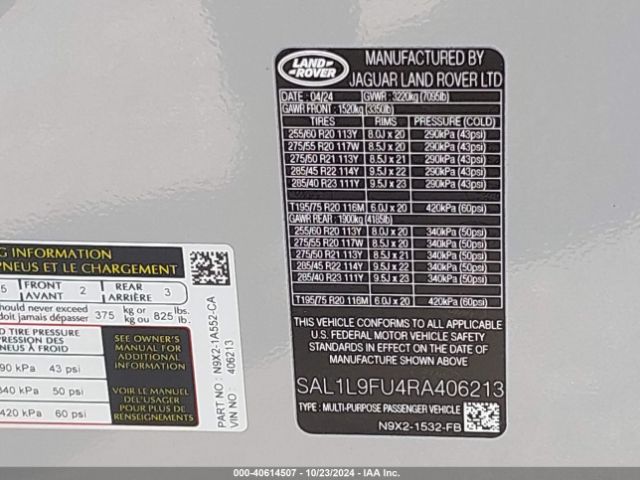 LAND ROVER
MANUFACTURED BY
JAGUAR LAND ROVER LTD
DATE : 04/24 GVWR : 3220kg (7095lb)
GAWR FRONT : 1520kg (3350lb)
TIRES RIMS PRESSURE (COLD)
255/60 R20 113Y 8.0J x 20 290kPa (43psi)
275/55 R20 117W 8.5J x 20 290kPa (43psi)
275/50 R21 113Y 8.5J x 21 290kPa (43psi)
285/45 R22 114Y 9.5J x 22 290kPa (43psi)
285/40 R23 111Y 9.5J x 23 290kPa (43psi)
T195/75 R20 116M 6.0J x 20 420kPa (60psi)
GAWR REAR : 1900kg (4185lb)
255/60 R20 113Y 8.0J x 20 340kPa (50psi)
275/55 R20 117W 8.5J x 20 340kPa (50psi)
275/50 R21 113Y 8.5J x 21 340kPa (50psi)
285/45 R22 114Y 9.5J x 22 340kPa (50psi)
285/40 R23 111Y 9.5J x 23 340kPa (50psi)
T195/75 R20 116M 6.0J x 20 420kPa (60psi)
THIS VEHICLE CONFORMS TO ALL APPLICABLE
U.S. FEDERAL MOTOR VEHICLE SAFETY
STANDARDS IN EFFECT ON THE DATE OF
MANUFACTURE SHOWN ABOVE
SAL1L9FU4RA406213
TYPE : MULTI-PURPOSE PASSENGER VEHICLE
N9X2-1532-FB
G INFORMATION
PNEUS ET LE CHARGEMENT
5 FRONT AVANT 2 REAR ARRIÈRE 3
hould never exceed
doit jamais dépasser 375 kg or kg ou 825 lbs. lb.
D TIRE PRESSURE
PRESSION DES
NEUS À FROID
90 kPa 43 psi
340 kPa 50 psi
420 kPa 60 psi
SEE OWNER'S
MANUAL FOR
ADDITIONAL
INFORMATION
VOIR LE MANUEL
DE L'USAGER
POUR PLUS DE
RENSEIGNEMENTS
PART NO : N9X2-1A552-CA
VIN NO : 406213
000-40614507 - 10/23/2024 - IAA Inc.